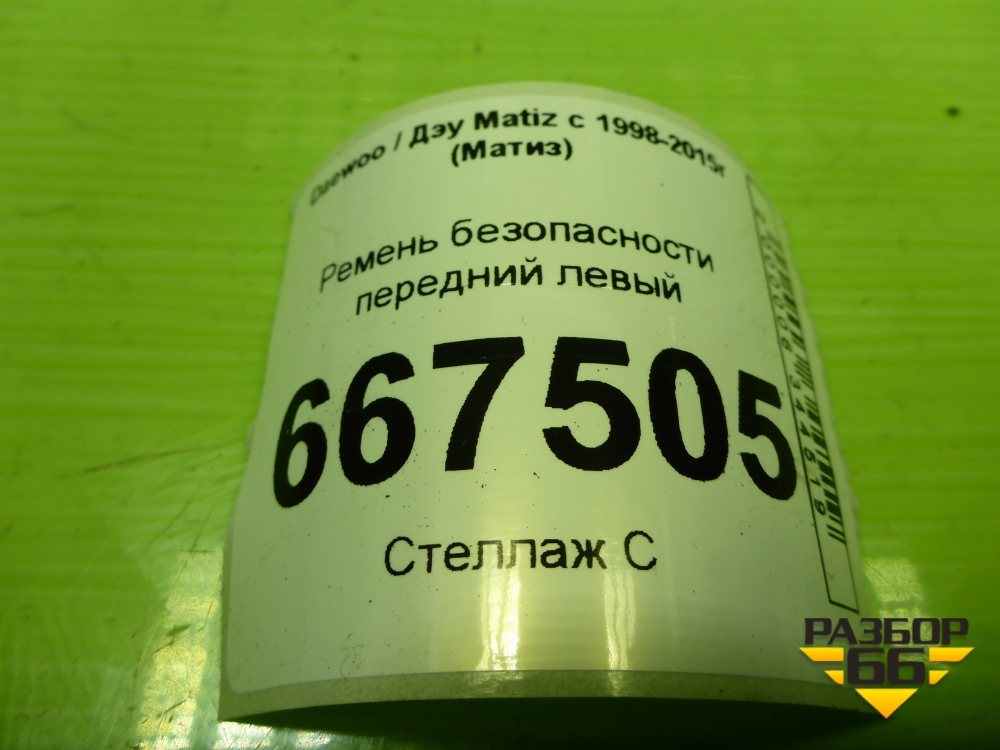 Daewoo / Дэу Matiz с 1998-2015г
(Матиз)
Ремень безопасности
передний левый
667505
Стеллаж С
РАЗБОР
66